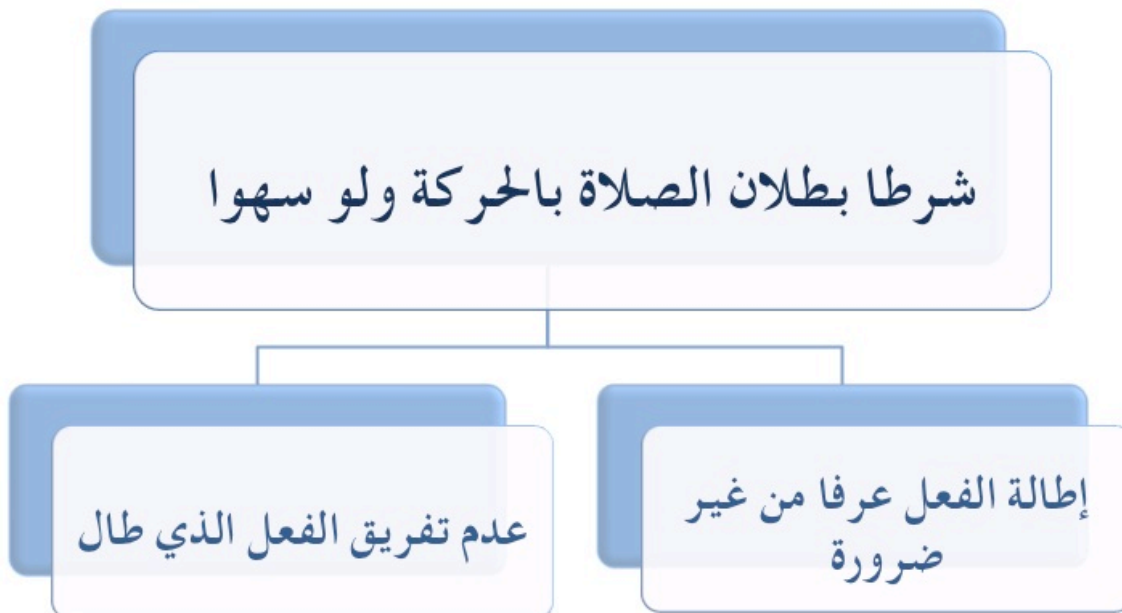 شرطا بطلان الصلاة بالحركة ولو سهوا
إطالة الفعل عرفا من غير
ضرورة
عدم تفريق الفعل الذي طال